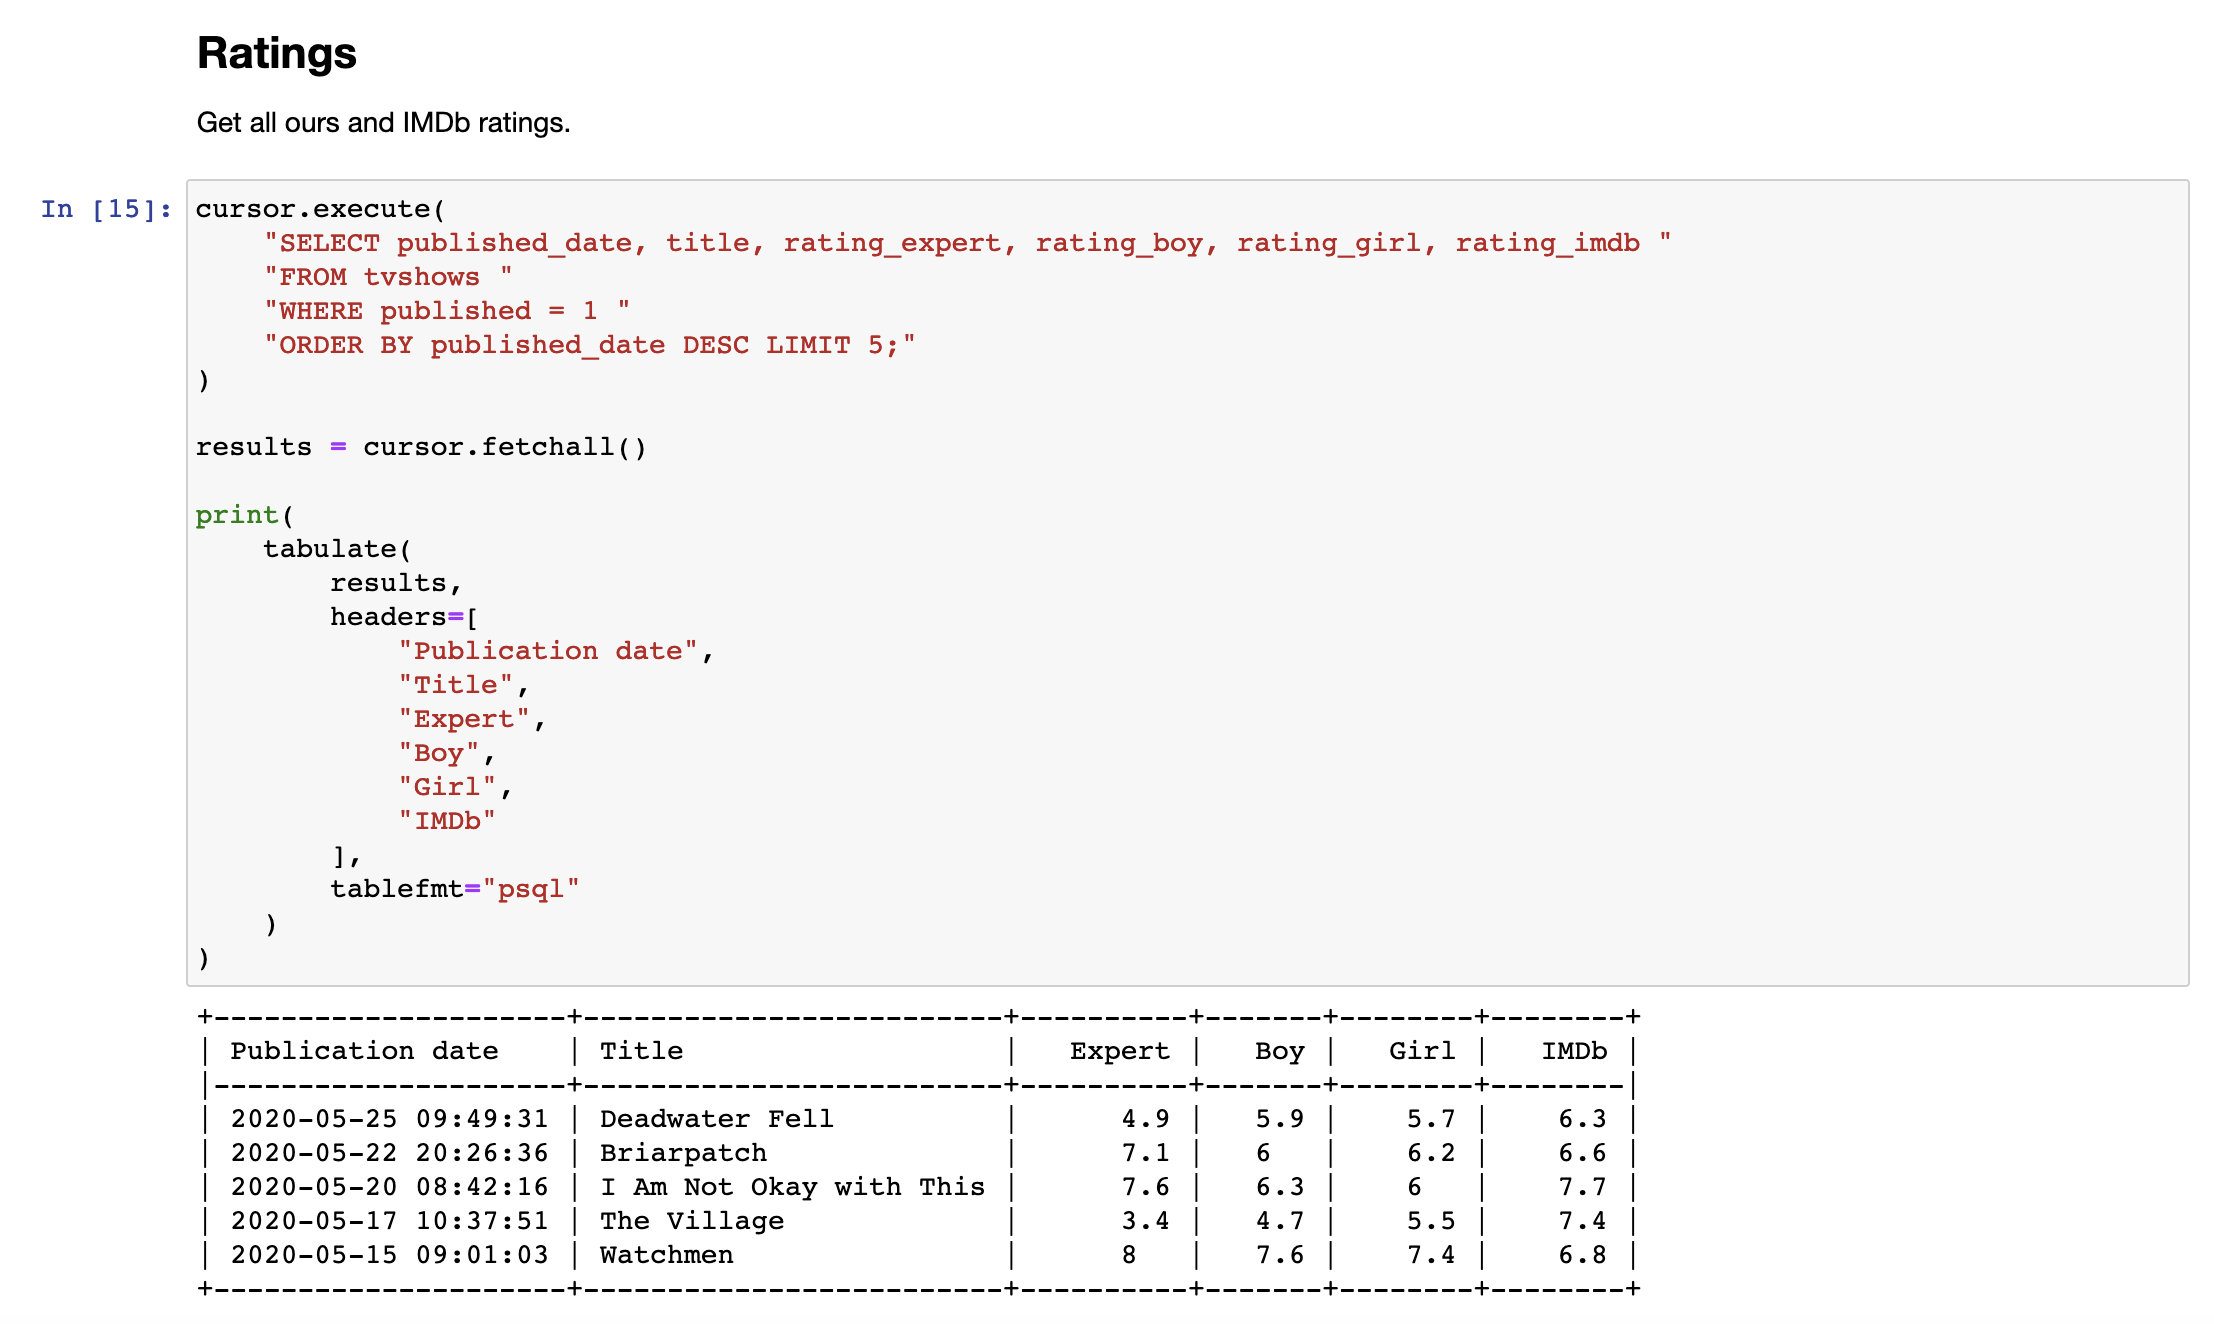 Ratings
Get all ours and IMDb ratings.
In [15]: cursor.execute(
    "SELECT published_date, title, rating_expert, rating_boy, rating_girl, rating_imdb "
    "FROM tvshows "
    "WHERE published = 1 "
    "ORDER BY published_date DESC LIMIT 5;"
)
results = cursor.fetchall()
print(
    tabulate(
        results,
        headers=[
            "Publication date",
            "Title",
            "Expert",
            "Boy",
            "Girl",
            "IMDb"
        ],
        tablefmt="psql"
    )
)
+---------------------+-------------------------+----------+-------+--------+--------+
| Publication date    | Title                   |   Expert |   Boy |   Girl |   IMDb |
|---------------------+-------------------------+----------+-------+--------+--------|
| 2020-05-25 09:49:31 | Deadwater Fell          |      4.9 |   5.9 |    5.7 |    6.3 |
| 2020-05-22 20:26:36 | Briarpatch              |      7.1 |   6   |    6.2 |    6.6 |
| 2020-05-20 08:42:16 | I Am Not Okay with This |      7.6 |   6.3 |    6   |    7.7 |
| 2020-05-17 10:37:51 | The Village             |      3.4 |   4.7 |    5.5 |    7.4 |
| 2020-05-15 09:01:03 | Watchmen                |      8   |   7.6 |    7.4 |    6.8 |
+---------------------+-------------------------+----------+-------+--------+--------+